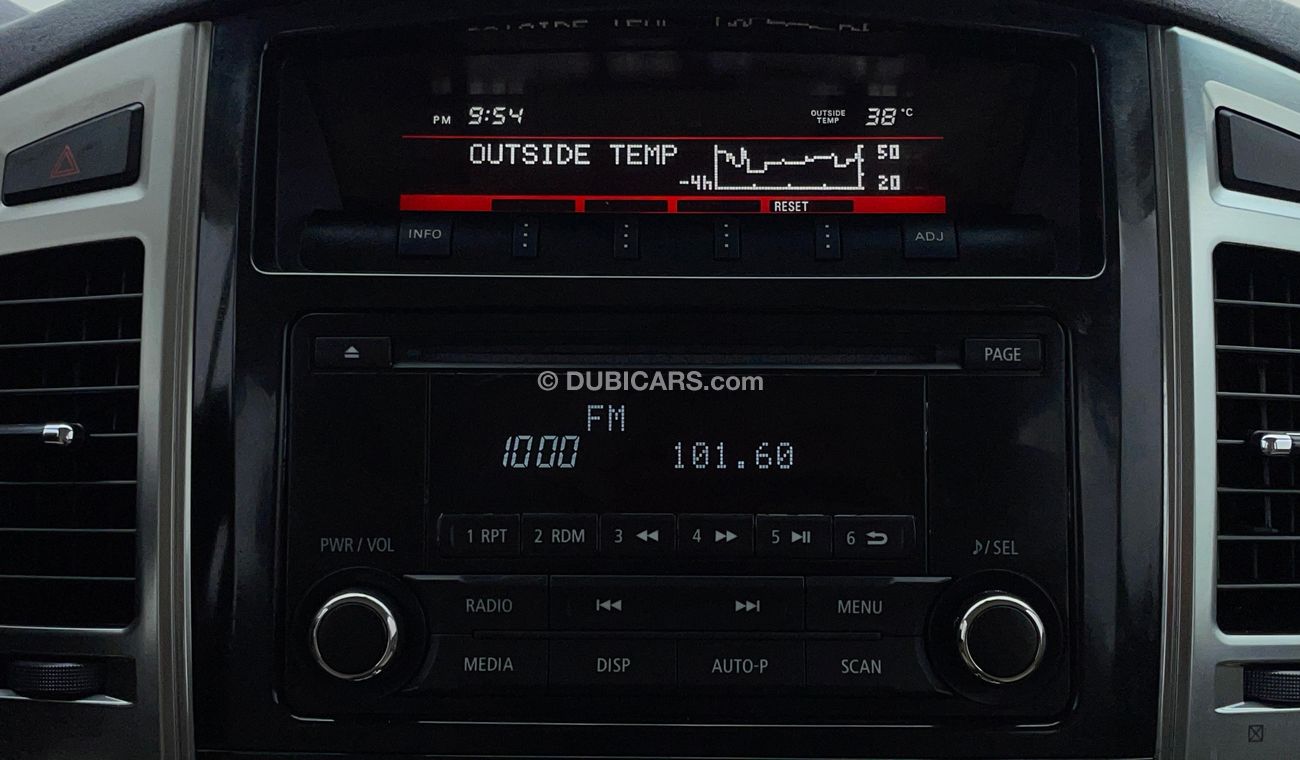 PM 9:54 OUTSIDE TEMP 38 °C
OUTSIDE TEMP 50
-4h 20
RESET
INFO ADJ
PAGE
© DUBICARS.com
FM
1000 101.60
1 RPT 2 RDM 3 4 5 6
PWR / VOL /SEL
RADIO MENU
MEDIA DISP AUTO-P SCAN